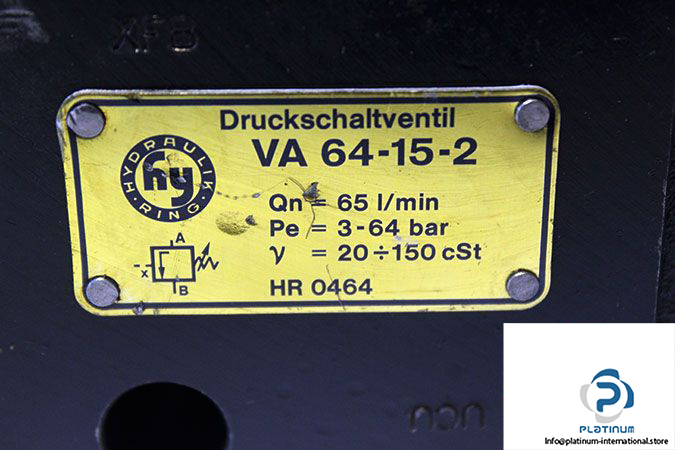 XFB
Druckschaltventil
VA 64-15-2
HYDRAULIK
RING
hy
Qn = 65 l/min
Pe = 3-64 bar
γ = 20÷150 cSt
HR 0464
A
x
B
PLATINUM
Info@platinum-international.store